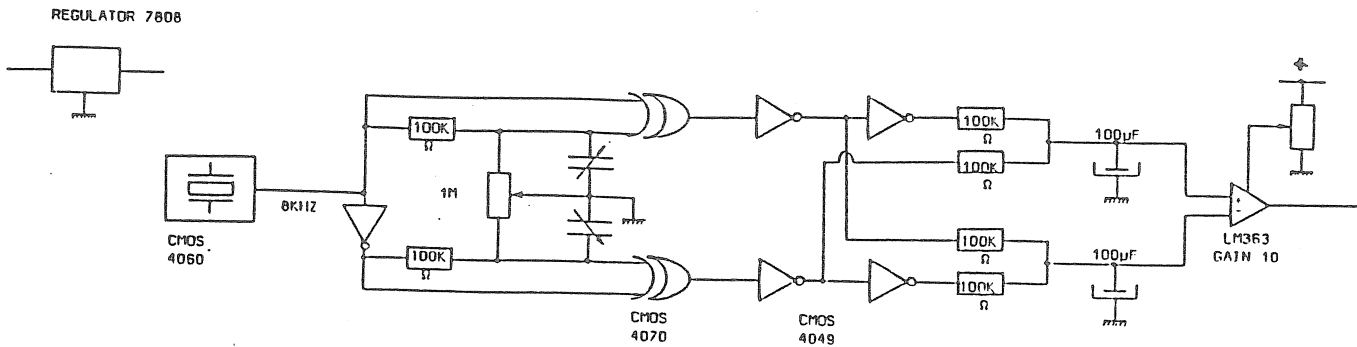 REGULATOR 7808
+
100K
Ω
100K
Ω
100K
Ω
100µF
+
-
LM363
GAIN 10
1M
8KHZ
CMOS
4060
100K
Ω
100K
Ω
100K
Ω
100µF
CMOS
4070
CMOS
4049